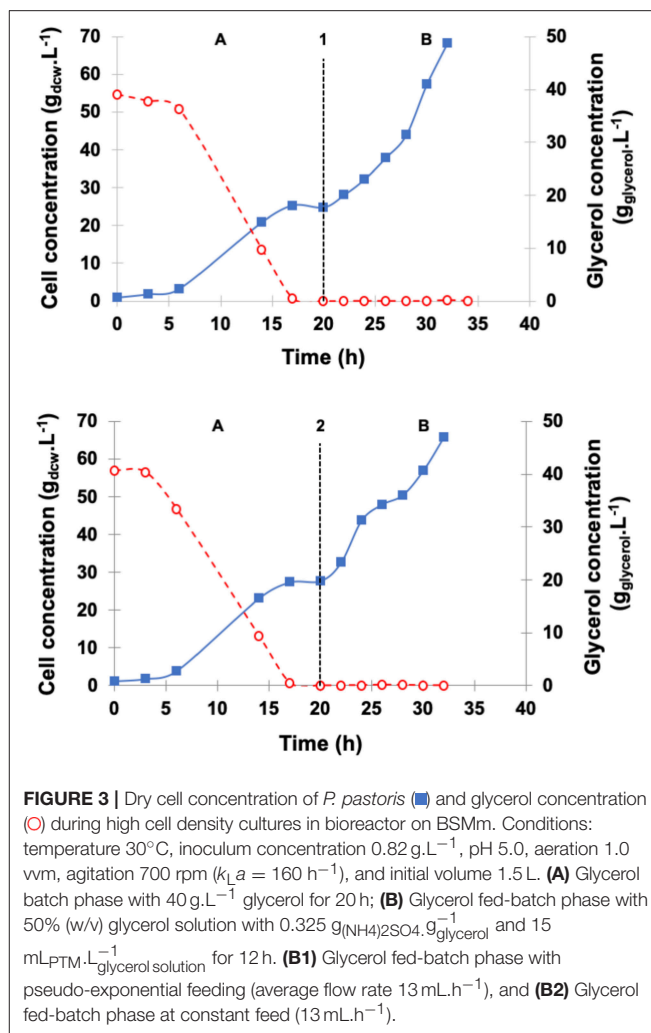 A 1 B
70
60
50
40
30
20
10
0
50
40
30
20
10
0
Cell concentration (gdcw.L-1)
Glycerol concentration
(gglycerol.L-1)
0 5 10 15 20 25 30 35 40
Time (h)
A 2 B
70
60
50
40
30
20
10
0
50
40
30
20
10
0
Cell concentration (gdcw.L-1)
Glycerol concentration
(gglycerol.L-1)
0 5 10 15 20 25 30 35 40
Time (h)
FIGURE 3 | Dry cell concentration of P. pastoris (■) and glycerol concentration
(○) during high cell density cultures in bioreactor on BSMm. Conditions:
temperature 30°C, inoculum concentration 0.82 g.L−1, pH 5.0, aeration 1.0
vvm, agitation 700 rpm (kLa = 160 h−1), and initial volume 1.5 L. (A) Glycerol
batch phase with 40 g.L−1 glycerol for 20 h; (B) Glycerol fed-batch phase with
50% (w/v) glycerol solution with 0.325 g(NH4)2SO4.g−1glycerol and 15
mLPTM.L−1glycerol solution for 12 h. (B1) Glycerol fed-batch phase with
pseudo-exponential feeding (average flow rate 13 mL.h−1), and (B2) Glycerol
fed-batch phase at constant feed (13 mL.h−1).